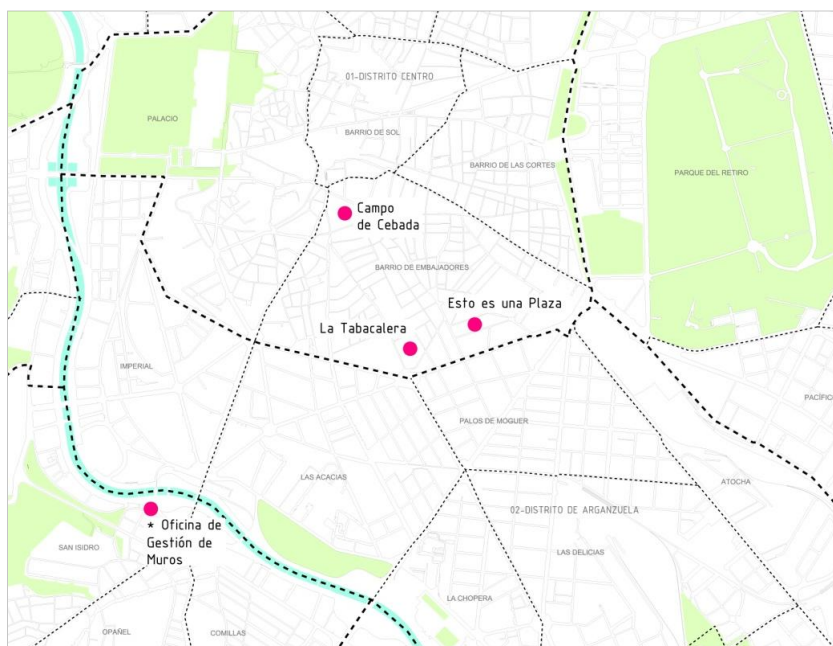 01-DISTRITO CENTRO
PALACIO
BARRIO DE SOL
BARRIO DE LAS CORTES
PARQUE DEL RETIRO
Campo
de Cebada
BARRIO DE EMBAJADORES
Esto es una Plaza
La Tabacalera
IMPERIAL
PACÍFICO
PALOS DE MOGUER
LAS ACACIAS
ATOCHA
02-DISTRITO DE ARGANZUELA
* Oficina de
Gestión de
Muros
SAN ISIDRO
LAS DELICIAS
LA CHOPERA
OPAÑEL
COMILLAS